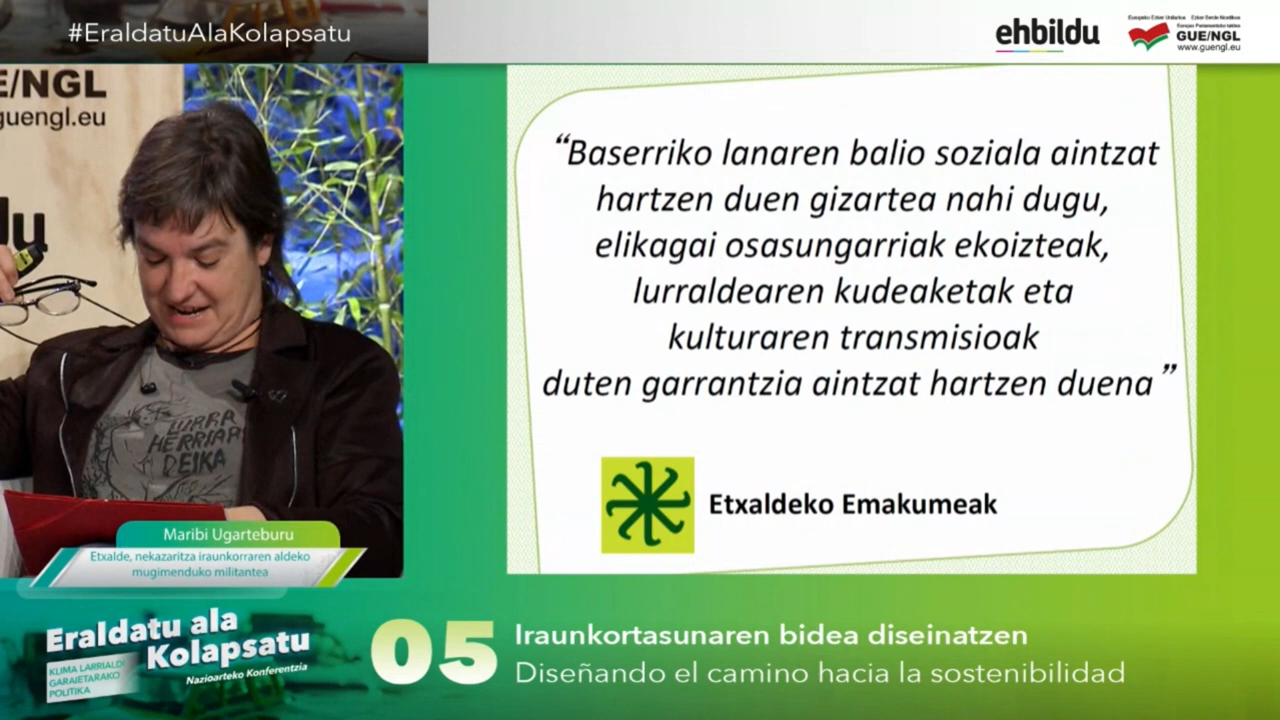 #EraldatuAlaKolapsatu
ehbildu
GUE/NGL
www.guengl.eu
E/NGL
guengl.eu
du
LURRA
HERRIAK
DEIKA
“Baserriko lanaren balio soziala aintzat
hartzen duen gizartea nahi dugu,
elikagai osasungarriak ekoizteak,
lurraldearen kudeaketak eta
kulturaren transmisioak
duten garrantzia aintzat hartzen duena”
Etxaldeko Emakumeak
Maribi Ugarteburu
Etxalde, nekazaritza iraunkorraren aldeko
mugimenduko militantea
Eraldatu ala
Kolapsatu
Nazioarteko Konferentzia
KLIMA LARRIALDI
GARAIETARAKO
POLITIKA
05
Iraunkortasunaren bidea diseinatzen
Diseñando el camino hacia la sostenibilidad